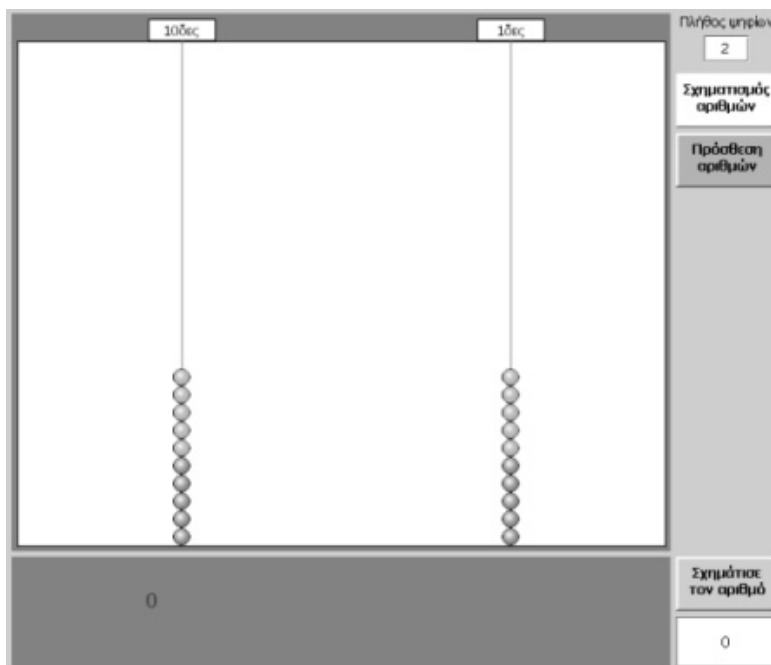 10δες
1δες
Πλήθος ψηφίων
2
Σχηματισμός
αριθμών
Πρόσθεση
αριθμών
0
Σχημάτισε
τον αριθμό
0